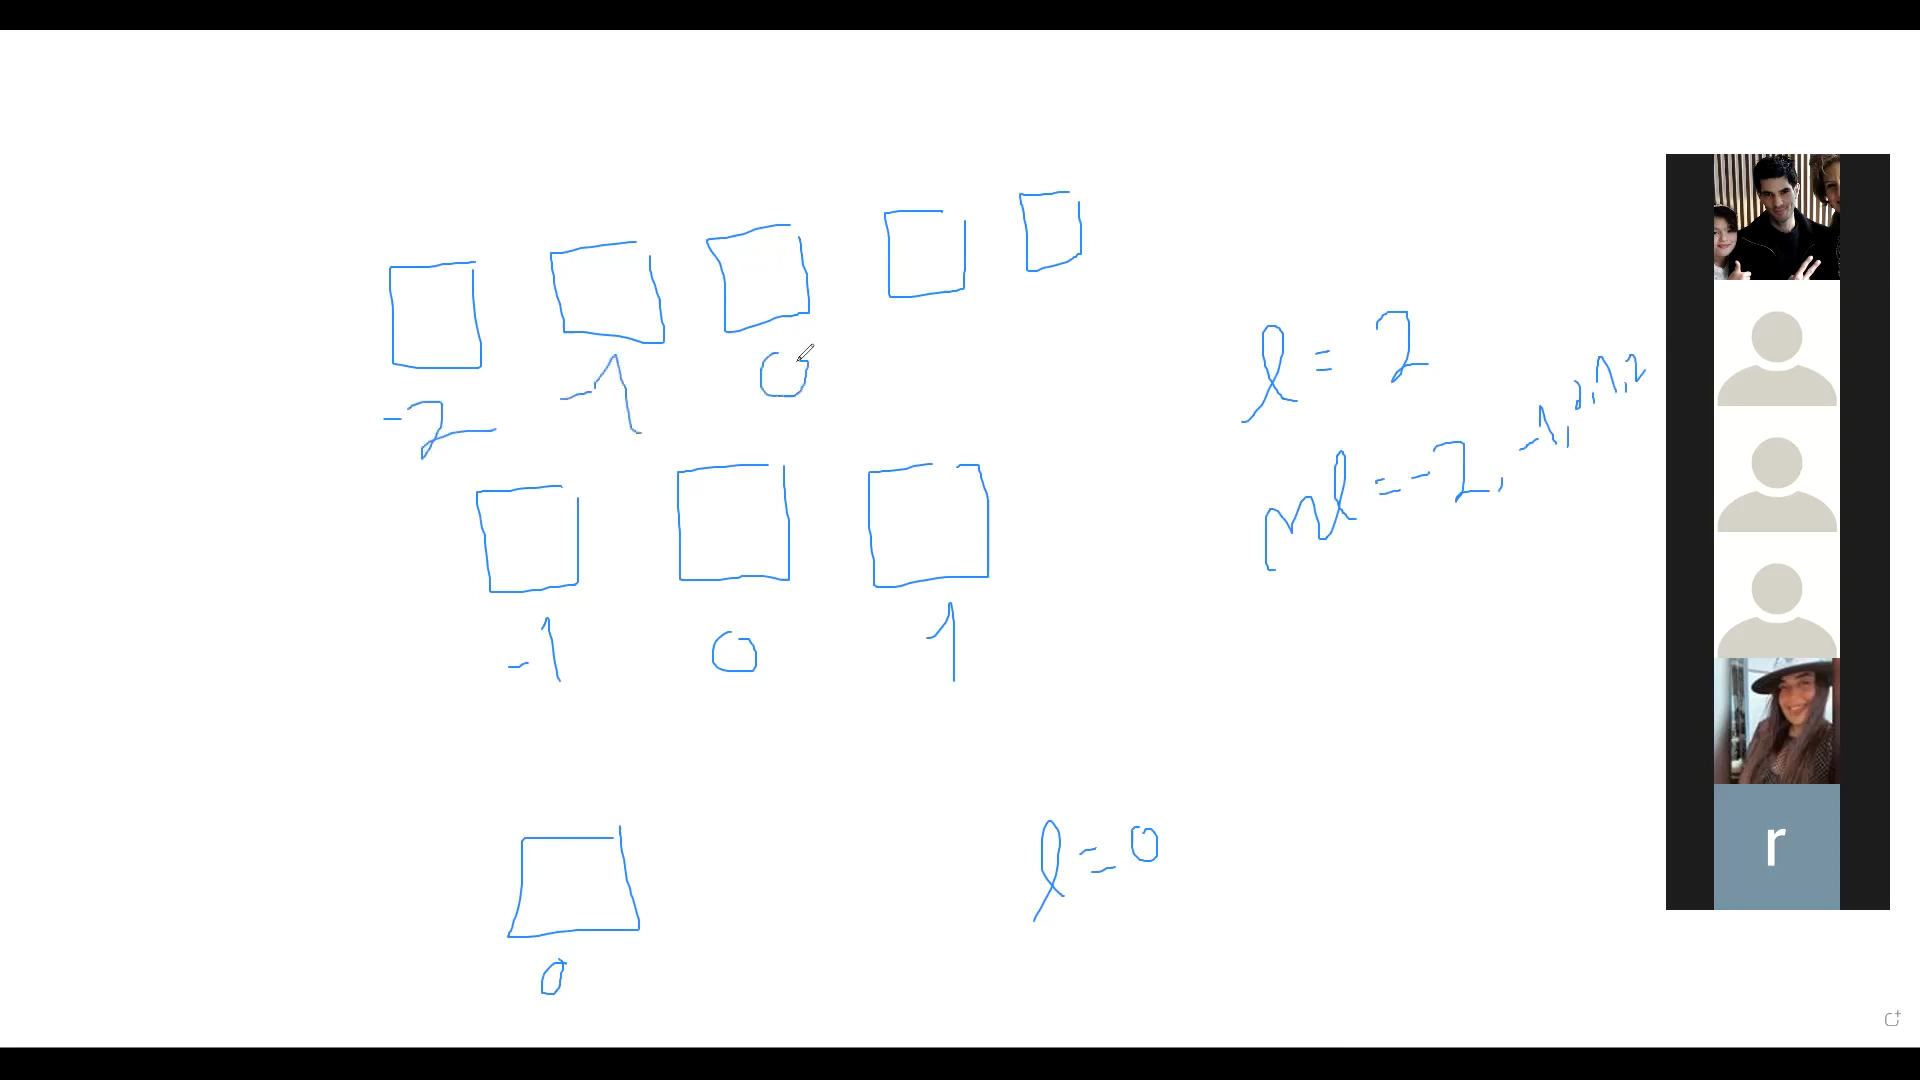 -2 -1 0
l = 2
ml = -2, -1, 0, 1, 2
-1 0 1
l = 0
0
r